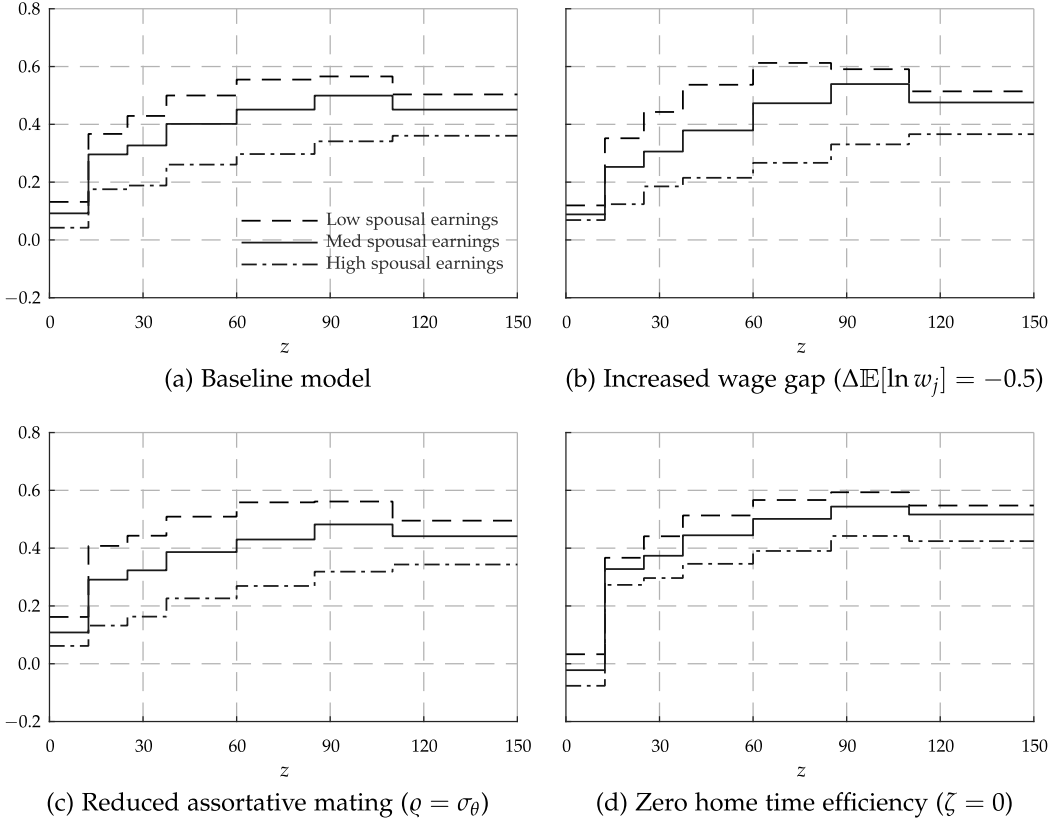 0.8
0.6
0.4
0.2
0.0
−0.2
Low spousal earnings
Med spousal earnings
High spousal earnings
0 30 60 90 120 150
z
(a) Baseline model
0 30 60 90 120 150
z
(b) Increased wage gap (Δ𝔼[ln w_j] = −0.5)
0.8
0.6
0.4
0.2
0.0
−0.2
0 30 60 90 120 150
z
(c) Reduced assortative mating (ϱ = σ_θ)
0 30 60 90 120 150
z
(d) Zero home time efficiency (ζ = 0)